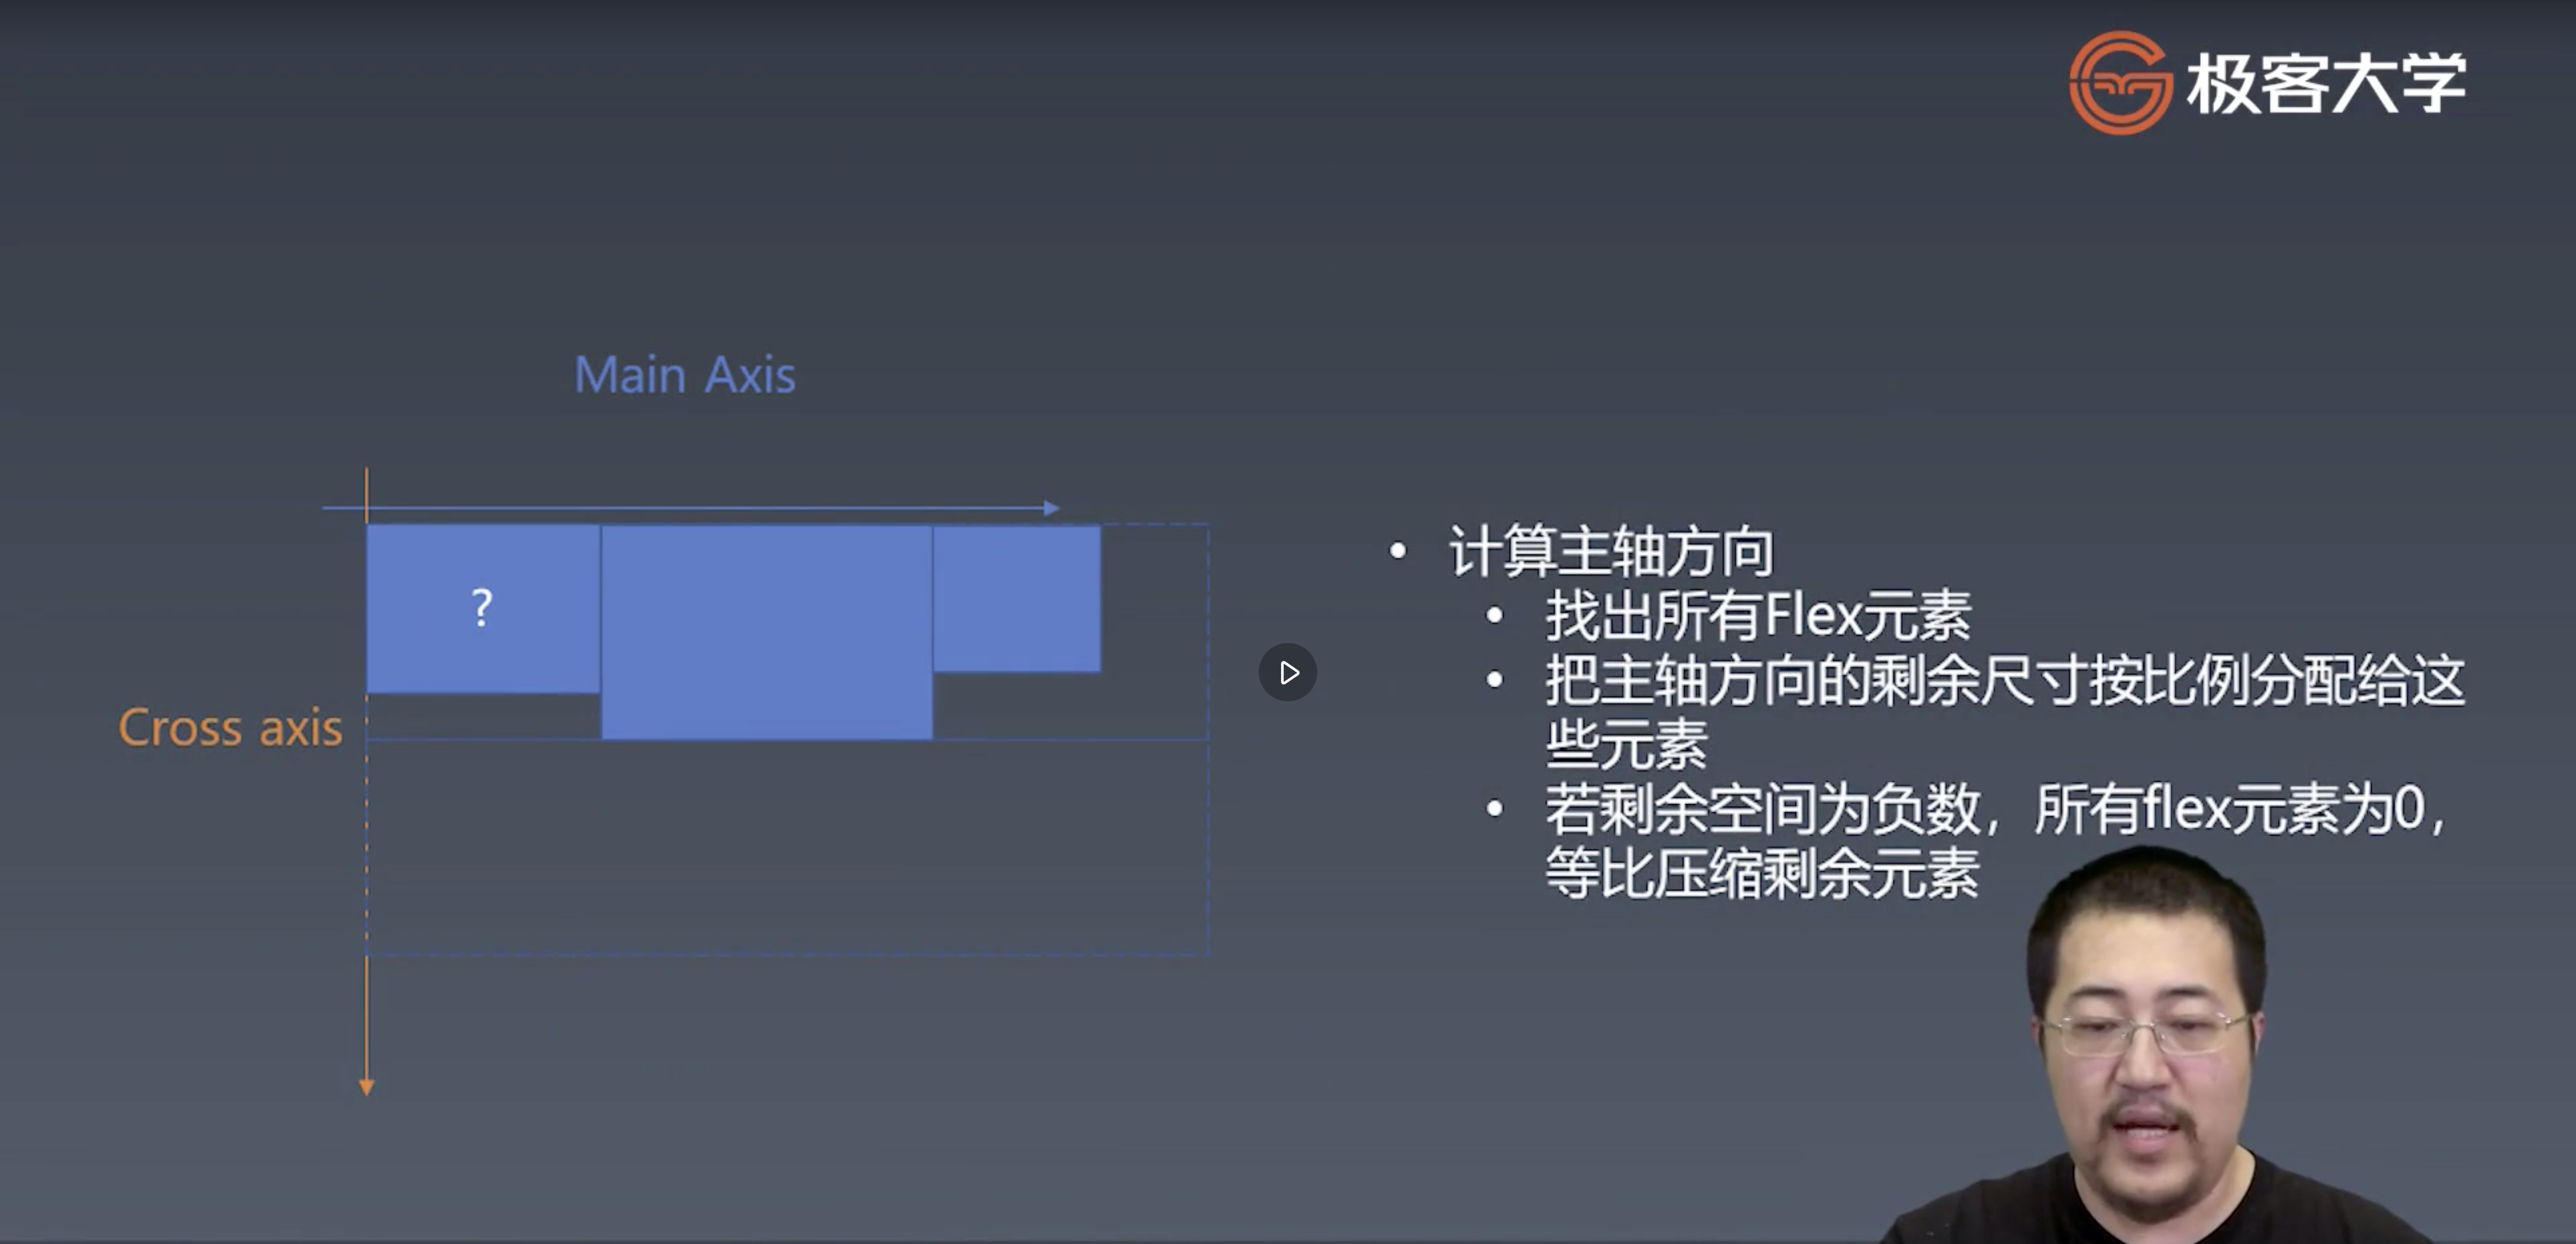 极客大学
Main Axis
?
Cross axis
• 计算主轴方向
• 找出所有Flex元素
• 把主轴方向的剩余尺寸按比例分配给这
些元素
• 若剩余空间为负数，所有flex元素为0，
等比压缩剩余元素